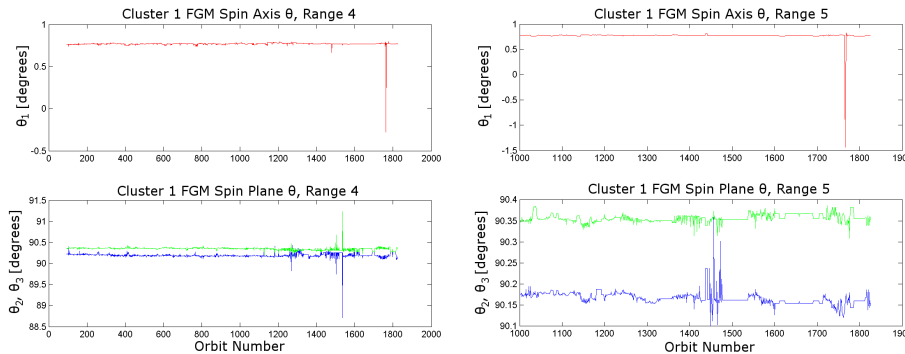 Cluster 1 FGM Spin Axis θ, Range 4
1
0.5
0
-0.5
θ1 [degrees]
0 200 400 600 800 1000 1200 1400 1600 1800 2000
Cluster 1 FGM Spin Axis θ, Range 5
1
0.5
0
-0.5
-1
-1.5
θ1 [degrees]
1000 1100 1200 1300 1400 1500 1600 1700 1800 190
Cluster 1 FGM Spin Plane θ, Range 4
91.5
91
90.5
90
89.5
89
88.5
θ2, θ3 [degrees]
0 200 400 600 800 1000 1200 1400 1600 1800 2000
Orbit Number
Cluster 1 FGM Spin Plane θ, Range 5
90.4
90.35
90.3
90.25
90.2
90.15
90.1
θ2, θ3 [degrees]
1000 1100 1200 1300 1400 1500 1600 1700 1800 190
Orbit Number